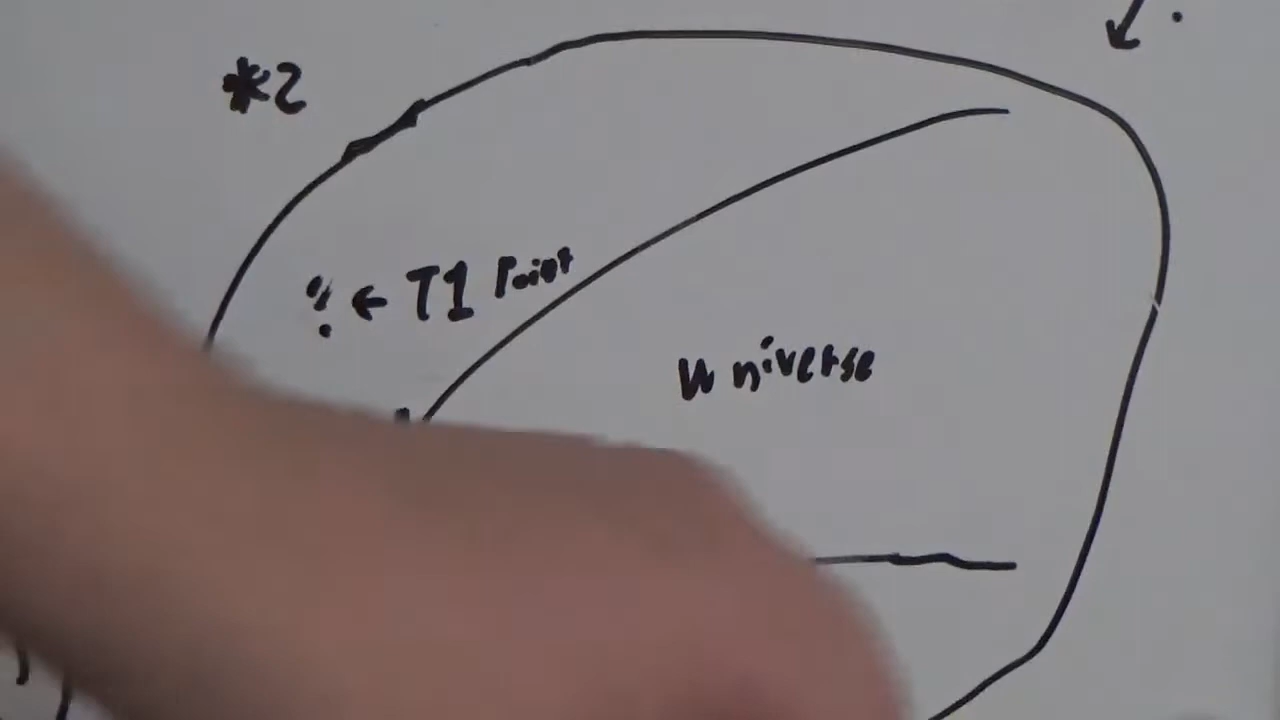 *2
? ← T1 Point
Universe